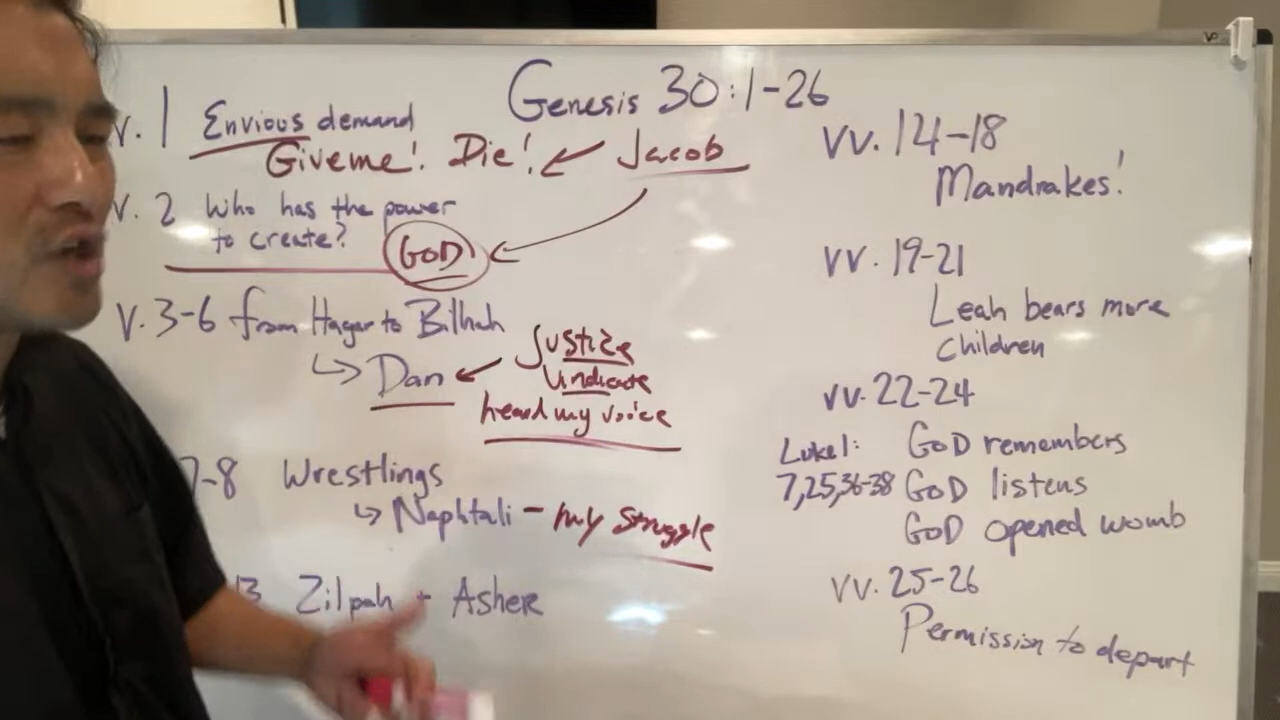 Genesis 30:1-26
v. 1 Envious demand
Give me! Die! Jacob
v. 2 Who has the power
to create? GOD
v. 3-6 from Hagar to Bilhah
Dan Justice
Vindicate
heard my voice
7-8 Wrestlings
Naphtali - my struggle
13 Zilpah + Asher
vv. 14-18
Mandrakes!
vv. 19-21
Leah bears more
children
vv. 22-24
Luke 1: GOD remembers
7,25,36-38 GOD listens
GOD opened womb
vv. 25-26
Permission to depart